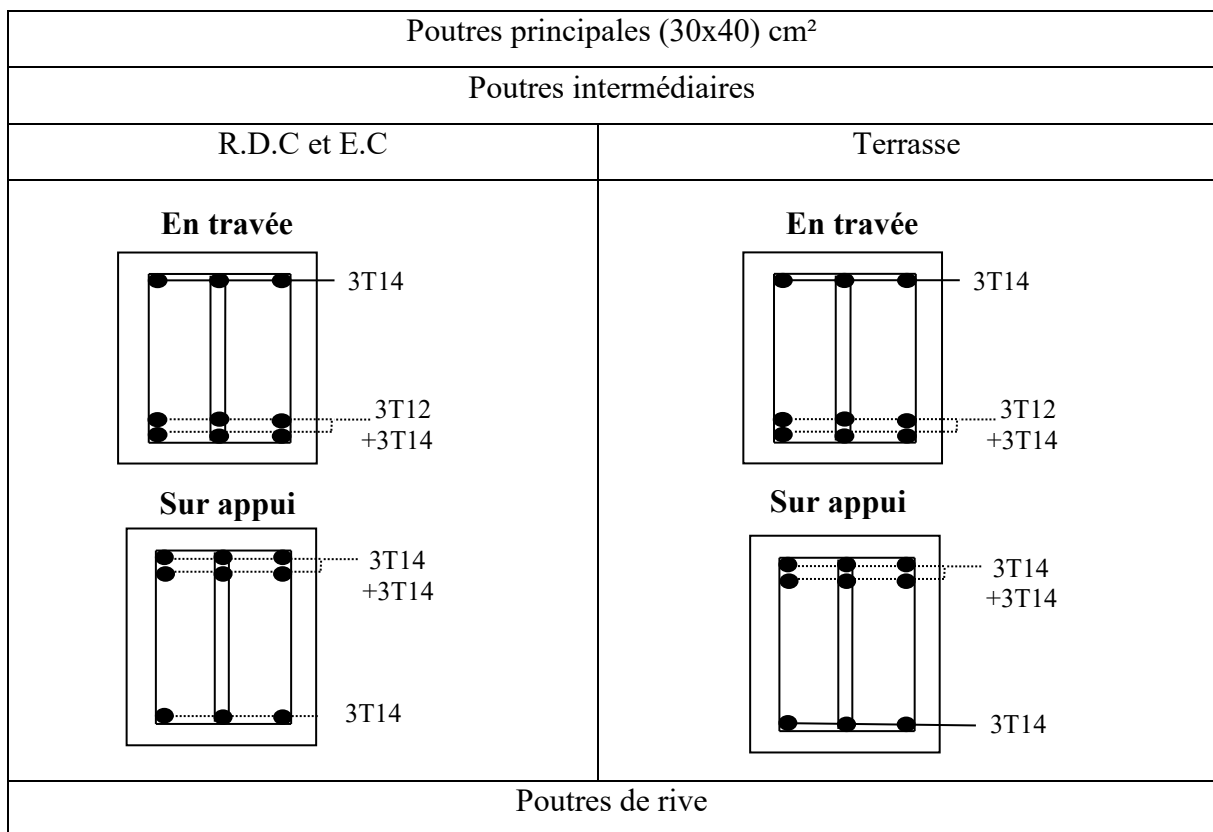 Poutres principales (30x40) cm²
Poutres intermédiaires
R.D.C et E.C
Terrasse
En travée
3T14
3T12
+3T14
Sur appui
3T14
+3T14
3T14
En travée
3T14
3T12
+3T14
Sur appui
3T14
+3T14
3T14
Poutres de rive